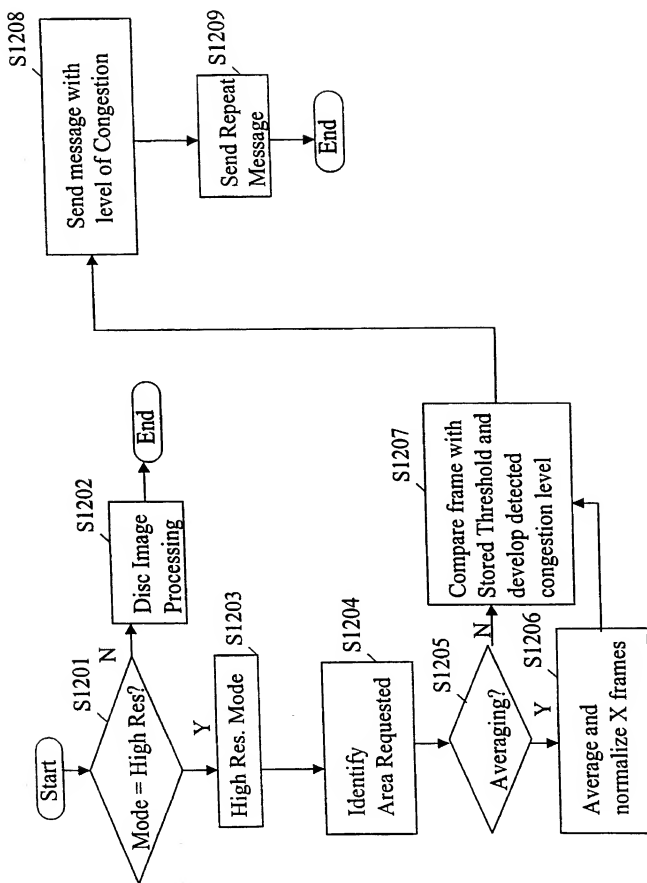 Start
S1201
Mode = High Res?
N
S1202
Disc Image
Processing
End
Y
S1203
High Res. Mode
S1204
Identify
Area Requested
S1205
Averaging?
N
Y
S1206
Average and
normalize X frames
S1207
Compare frame with
Stored Threshold and
develop detected
congestion level
S1208
Send message with
level of Congestion
S1209
Send Repeat
Message
End